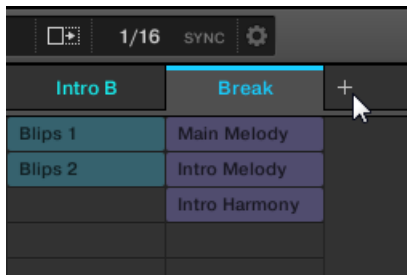 1/16 SYNC
Intro B Break +
Blips 1 Main Melody
Blips 2 Intro Melody
Intro Harmony